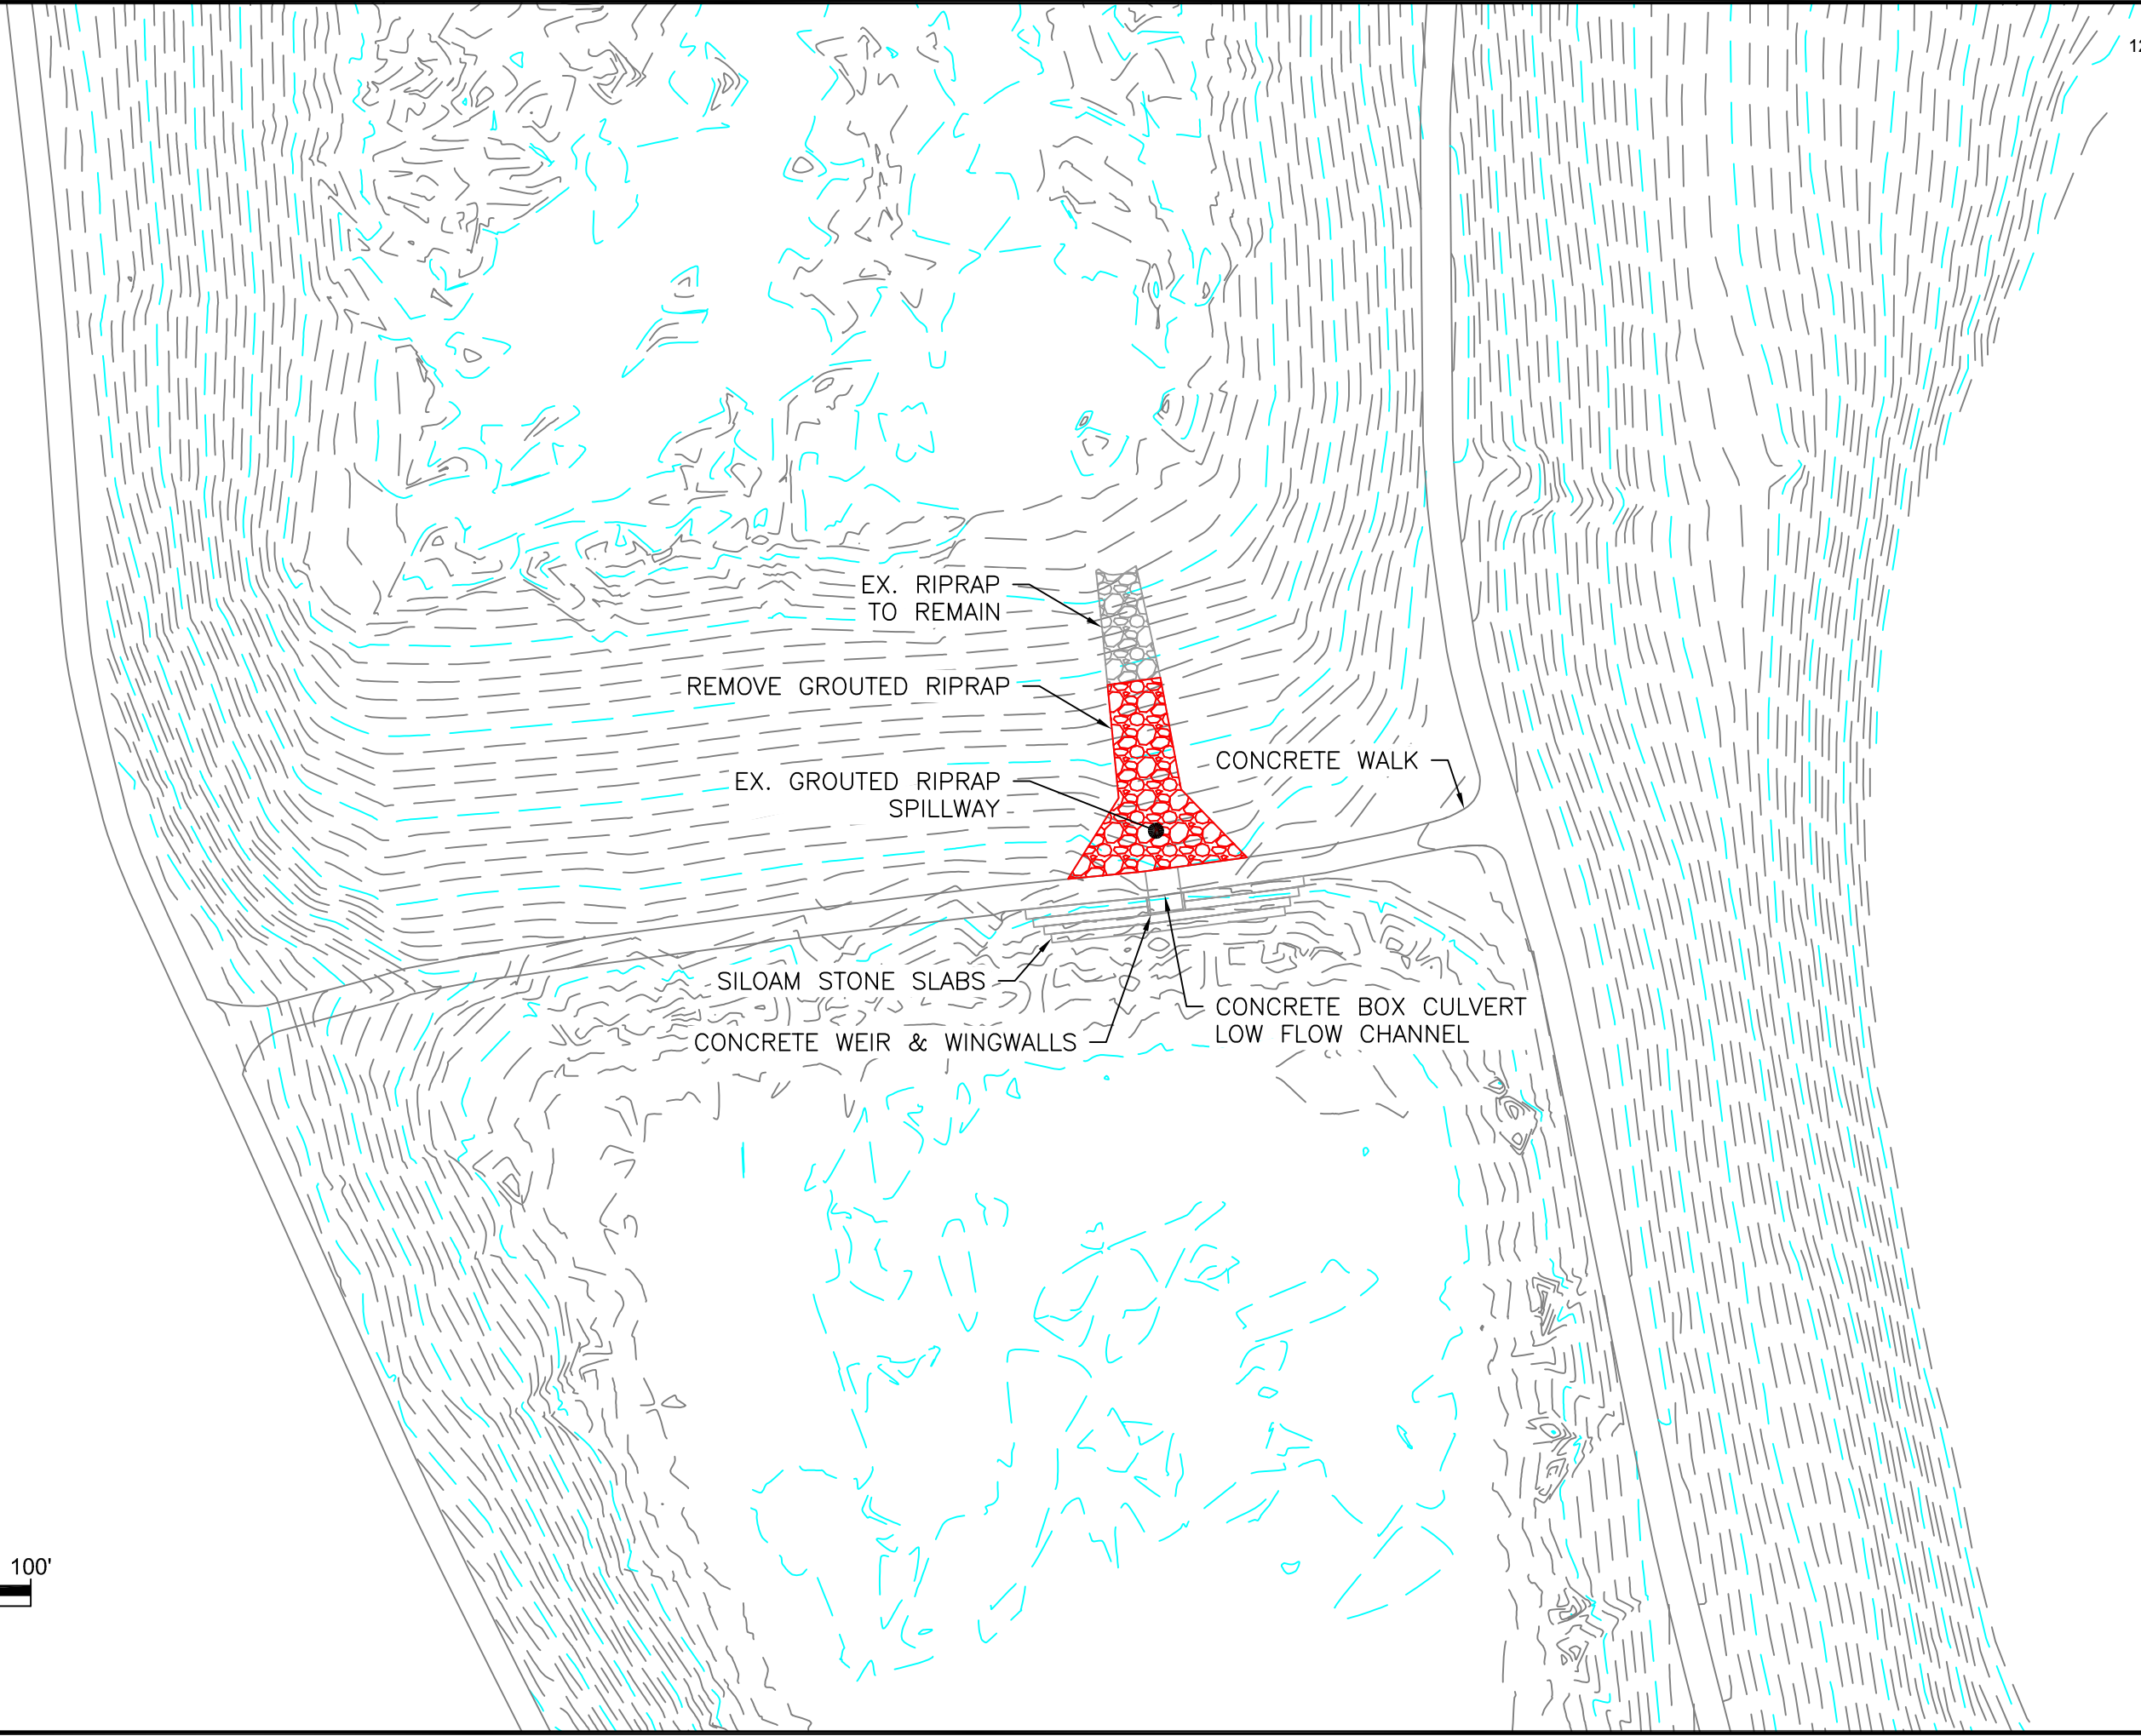 12
EX. RIPRAP
TO REMAIN
REMOVE GROUTED RIPRAP
CONCRETE WALK
EX. GROUTED RIPRAP
SPILLWAY
SILOAM STONE SLABS
CONCRETE BOX CULVERT
LOW FLOW CHANNEL
CONCRETE WEIR & WINGWALLS
100'